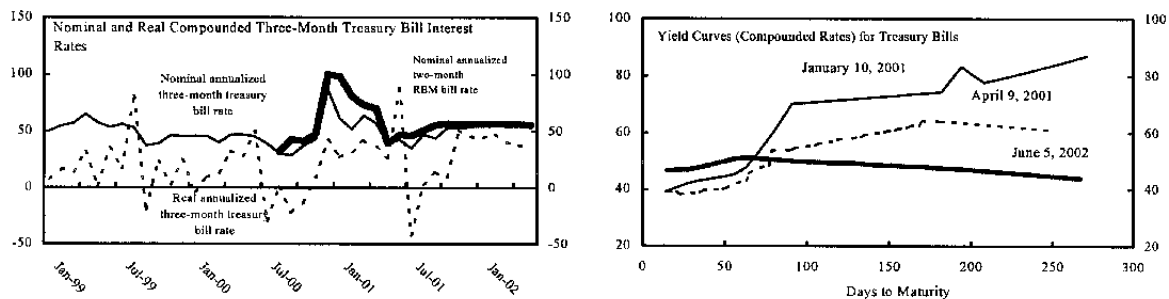 Nominal and Real Compounded Three-Month Treasury Bill Interest
Rates
150
100
50
0
-50
150
100
50
0
-50
Nominal annualized
three-month treasury
bill rate
Nominal annualized
two-month
RBM bill rate
Real annualized
three-month treasury
bill rate
Jan-99
Jul-99
Jan-00
Jul-00
Jan-01
Jul-01
Jan-02
Yield Curves (Compounded Rates) for Treasury Bills
100
80
60
40
20
100
80
60
40
20
January 10, 2001
April 9, 2001
June 5, 2002
0
50
100
150
200
250
300
Days to Maturity